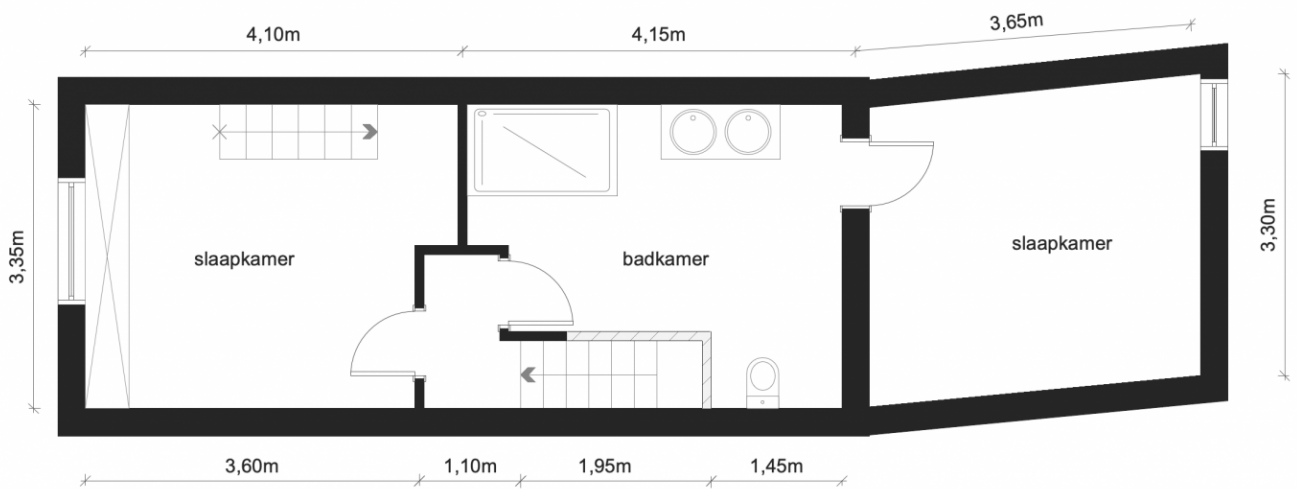 4,10m
4,15m
3,65m
3,35m
slaapkamer
badkamer
slaapkamer
3,30m
3,60m
1,10m
1,95m
1,45m